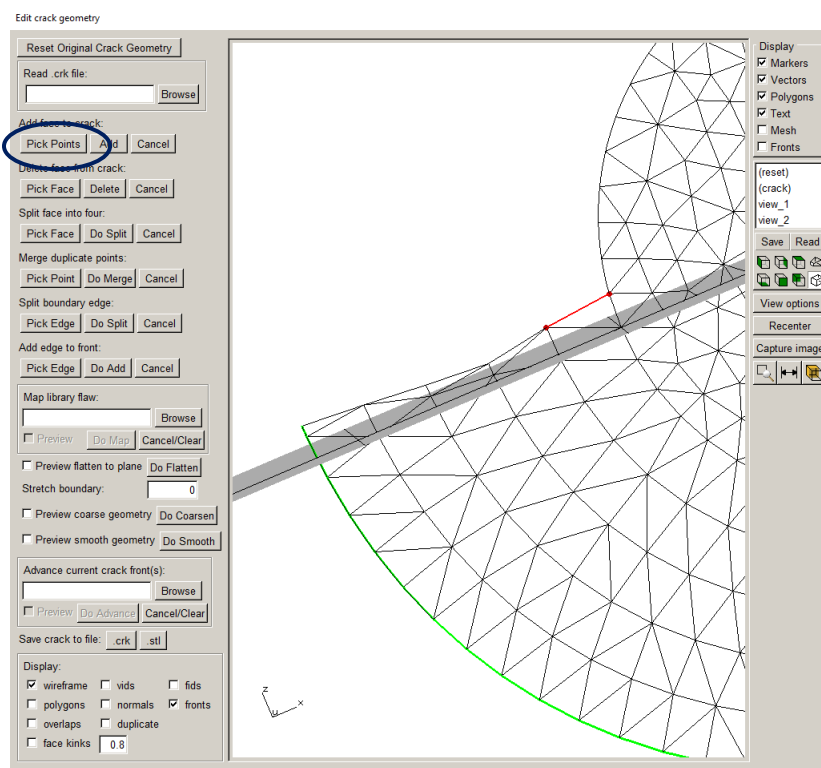 Edit crack geometry
Reset Original Crack Geometry
Read .crk file:
Browse
Add face to crack:
Pick Points Add Cancel
Delete face from crack:
Pick Face Delete Cancel
Split face into four:
Pick Face Do Split Cancel
Merge duplicate points:
Pick Point Do Merge Cancel
Split boundary edge:
Pick Edge Do Split Cancel
Add edge to front:
Pick Edge Do Add Cancel
Map library flaw:
Browse
Preview Do Map Cancel/Clear
Preview flatten to plane Do Flatten
Stretch boundary: 0
Preview coarse geometry Do Coarsen
Preview smooth geometry Do Smooth
Advance current crack front(s):
Browse
Preview Do Advance Cancel/Clear
Save crack to file: .crk .stl
Display:
wireframe vids fids
polygons normals fronts
overlaps duplicate
face kinks 0.8
z
y x
Display
Markers
Vectors
Polygons
Text
Mesh
Fronts
(reset)
(crack)
view_1
view_2
Save Read
View options
Recenter
Capture image